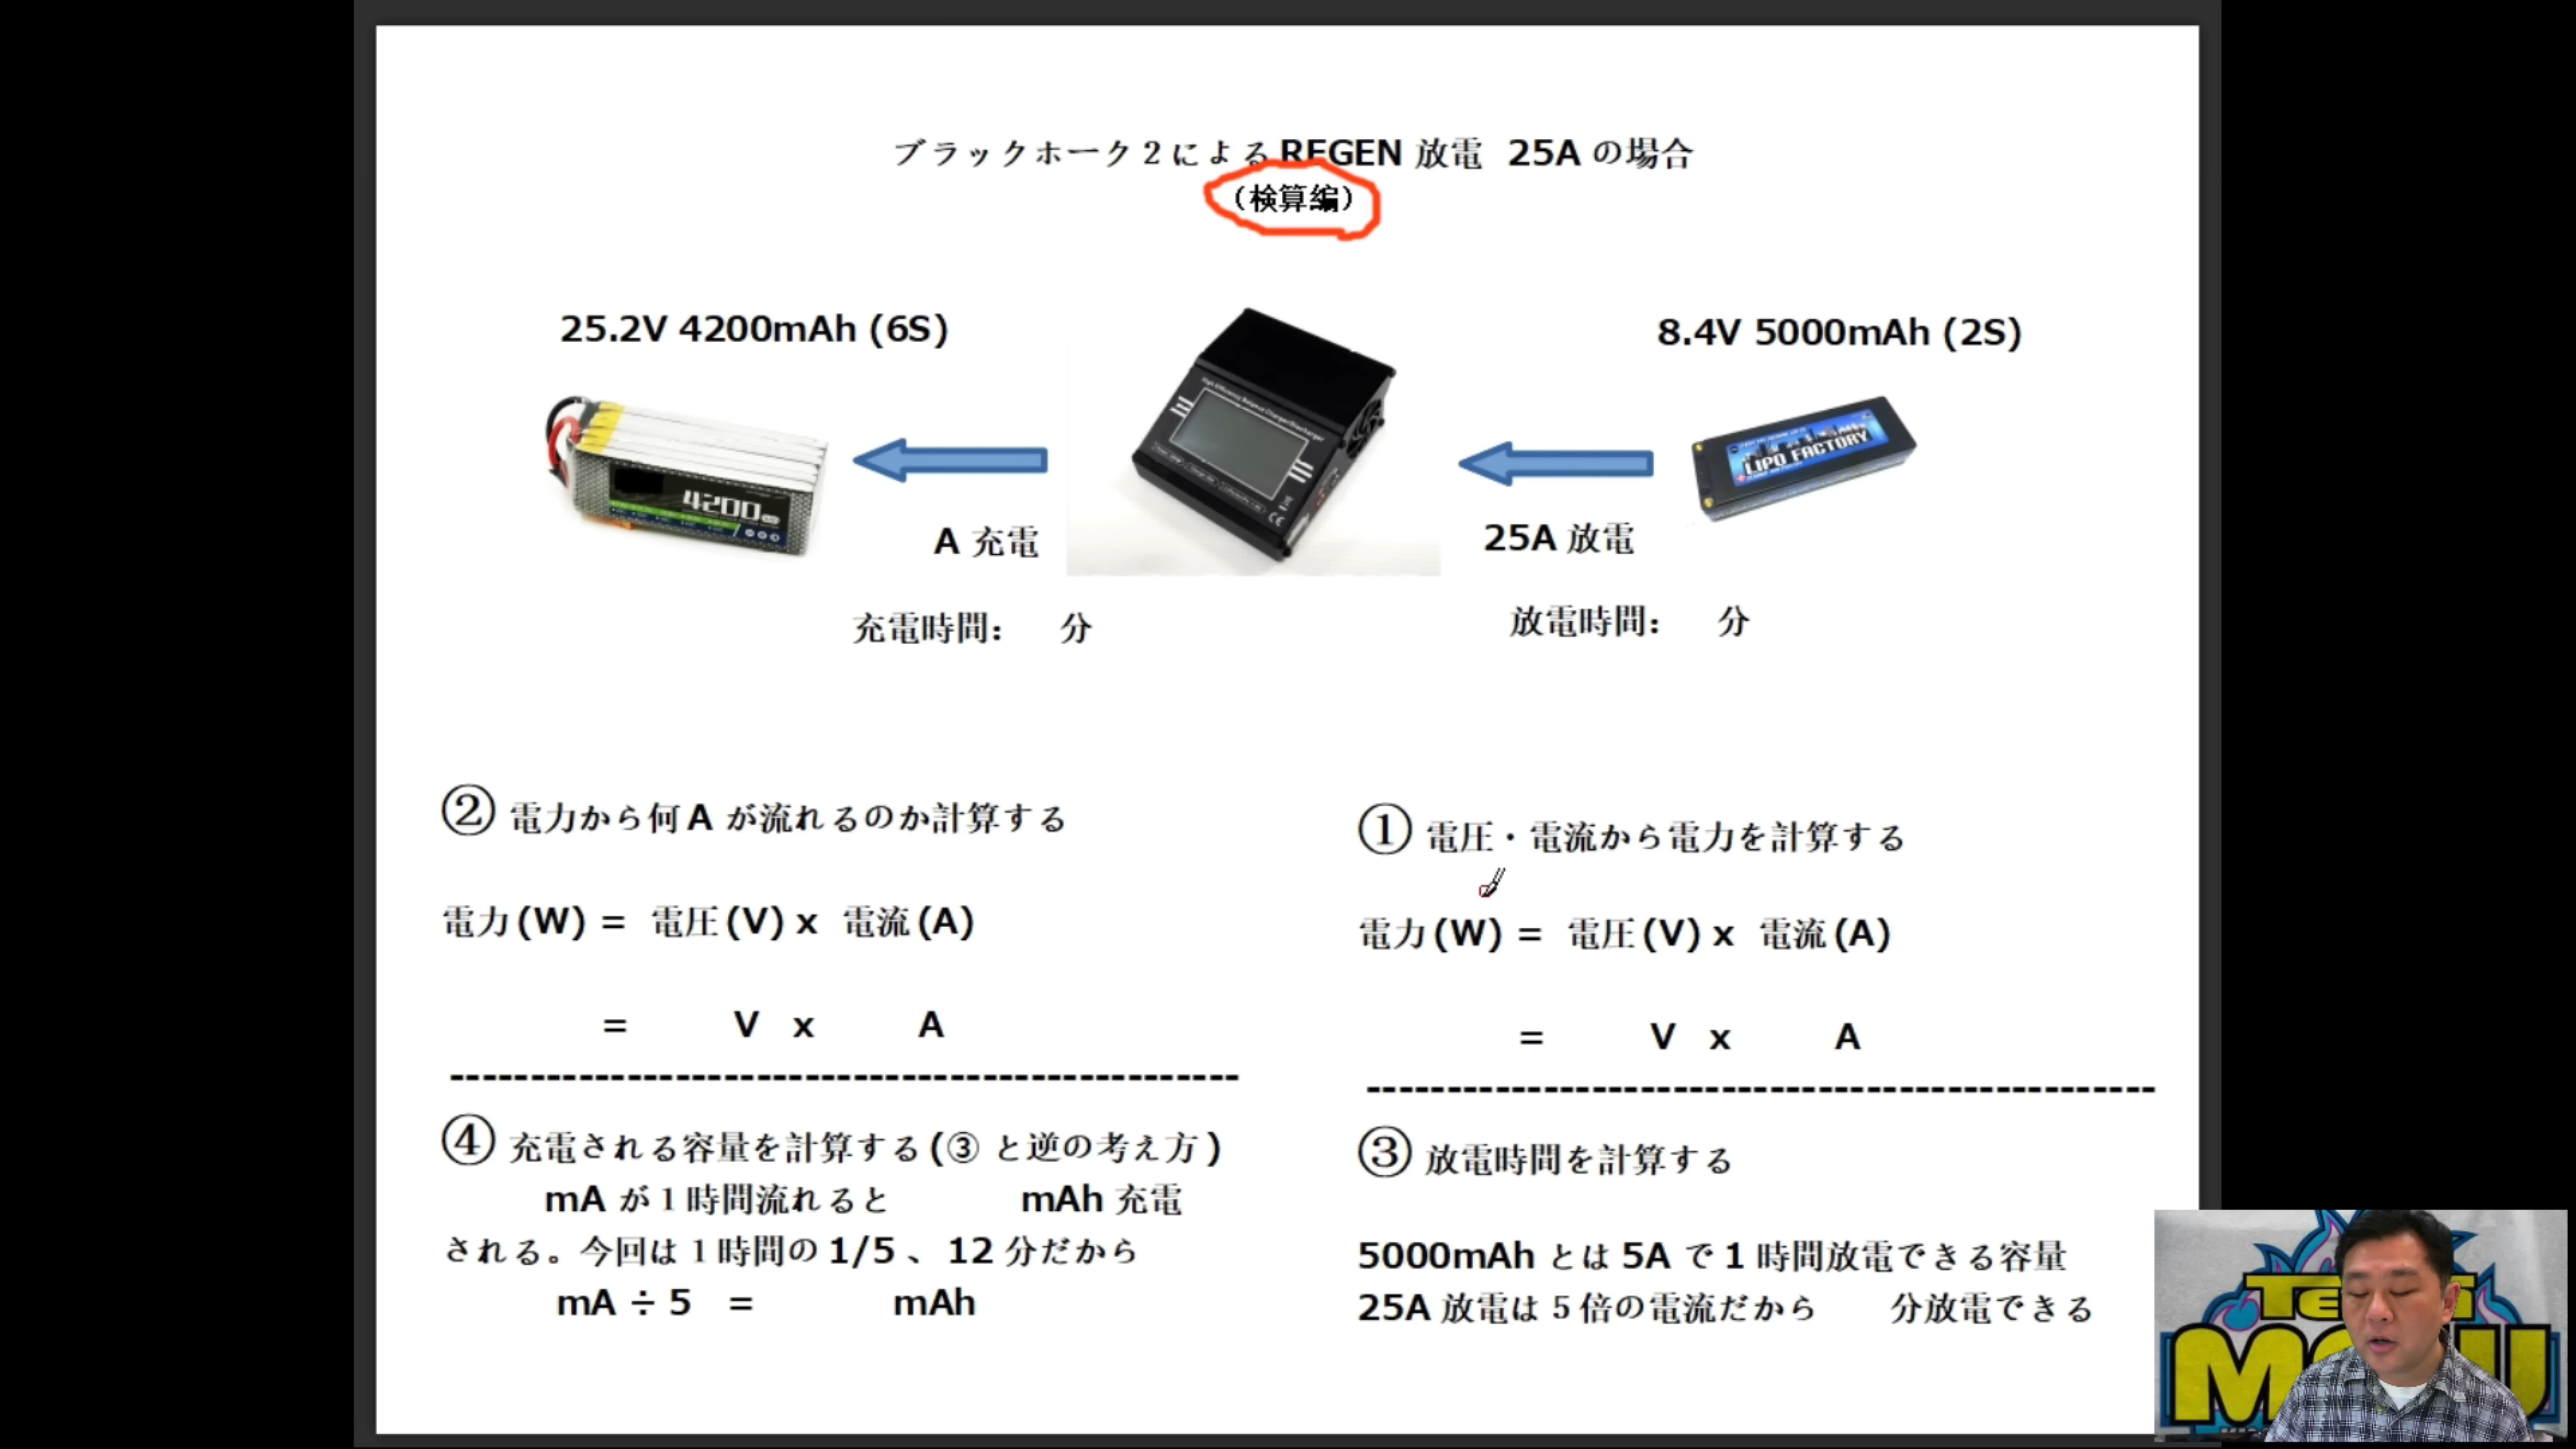 ブラックホーク２によるREGEN 放電 25A の場合
（検算編）
25.2V 4200mAh (6S)
8.4V 5000mAh (2S)
High Efficiency Balance Charger/Discharger
4200
LIPO FACTORY
A 充電
25A 放電
充電時間： 分
放電時間： 分
② 電力から何A が流れるのか計算する
電力(W) = 電圧(V) x 電流(A)
= V x A
--------------------------------------------------
④ 充電される容量を計算する(③ と逆の考え方)
mA が１時間流れると mAh 充電
される。今回は１時間の 1/5 、12 分だから
mA ÷ 5 = mAh
① 電圧・電流から電力を計算する
電力(W) = 電圧(V) x 電流(A)
= V x A
--------------------------------------------------
③ 放電時間を計算する
5000mAh とは 5A で 1 時間放電できる容量
25A 放電は５倍の電流だから 分放電できる